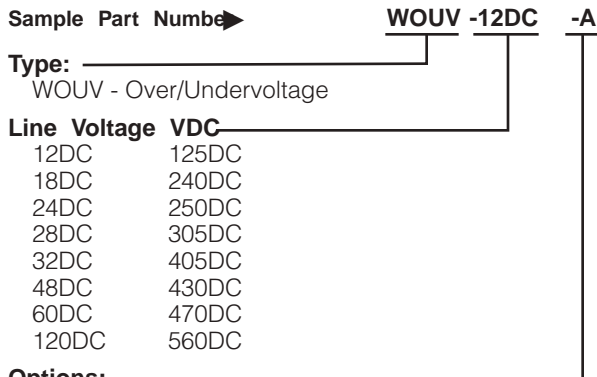 Sample Part Numbe WOUV -12DC -A
Type:
WOUV - Over/Undervoltage
Line Voltage VDC
12DC 125DC
18DC 240DC
24DC 250DC
28DC 305DC
32DC 405DC
48DC 430DC
60DC 470DC
120DC 560DC
Options: